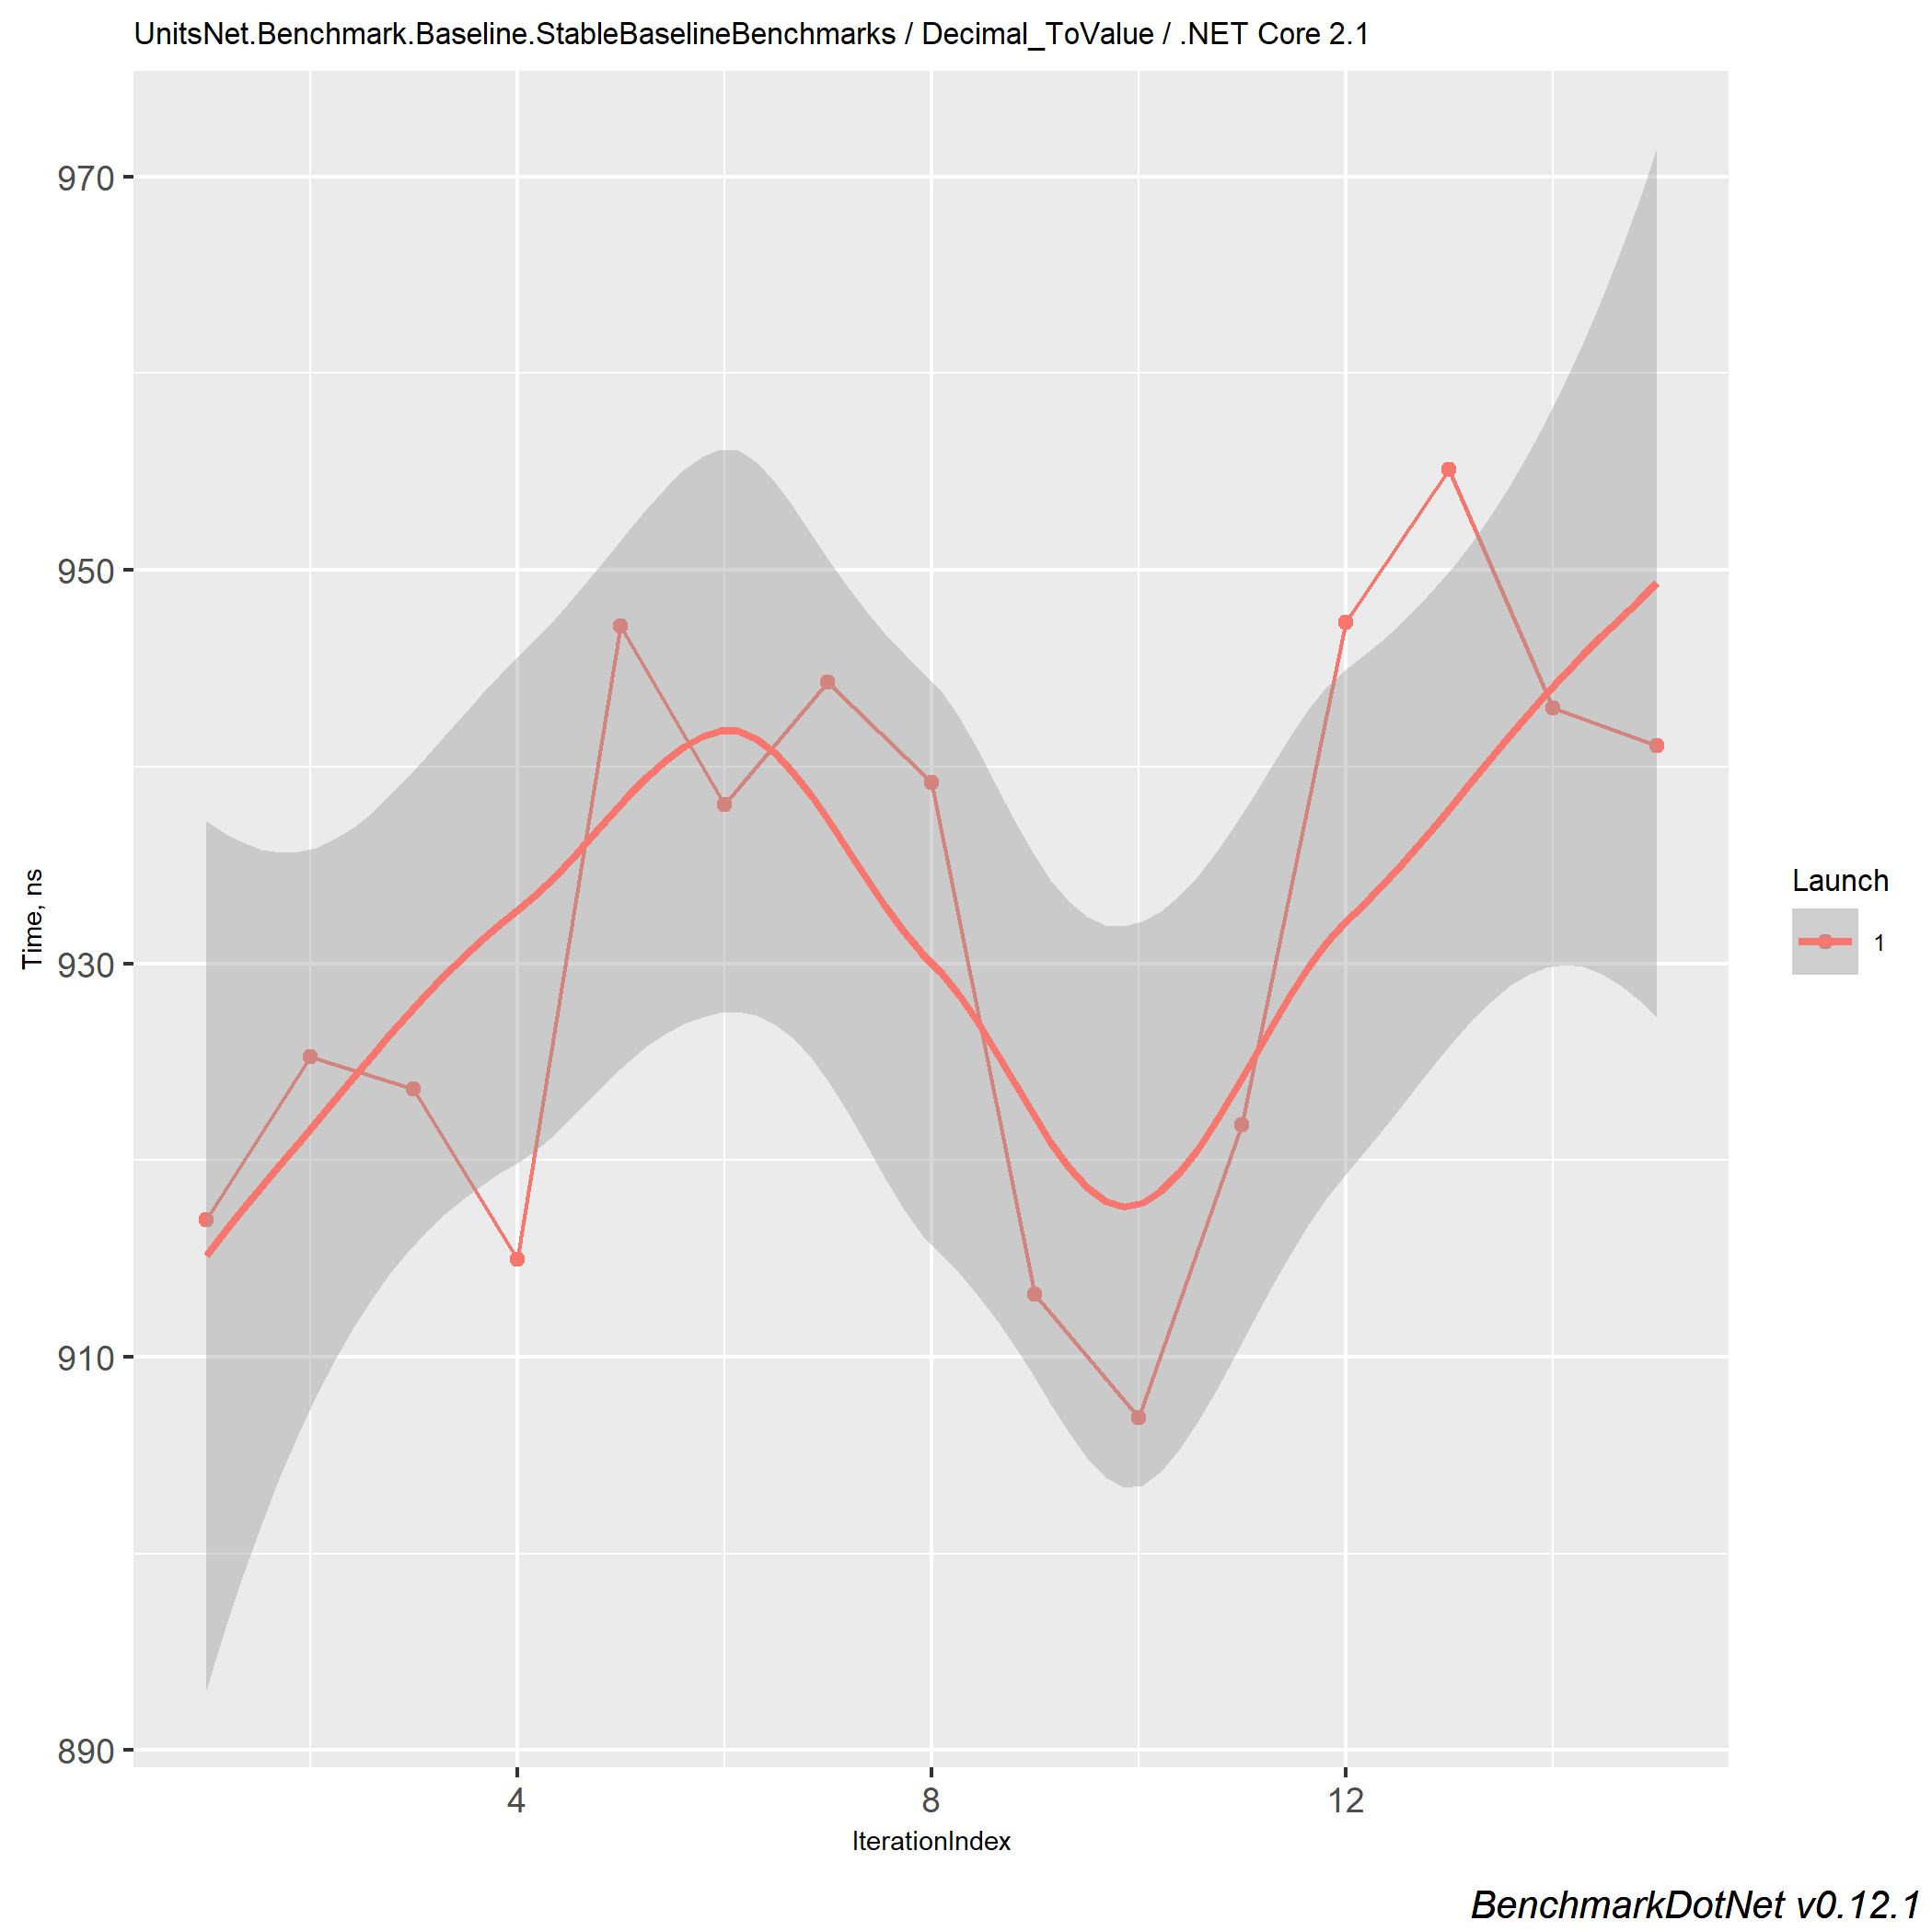 UnitsNet.Benchmark.Baseline.StableBaselineBenchmarks / Decimal_ToValue / .NET Core 2.1
970
950
930
910
890
Time, ns
4 8 12
IterationIndex
Launch
1
BenchmarkDotNet v0.12.1